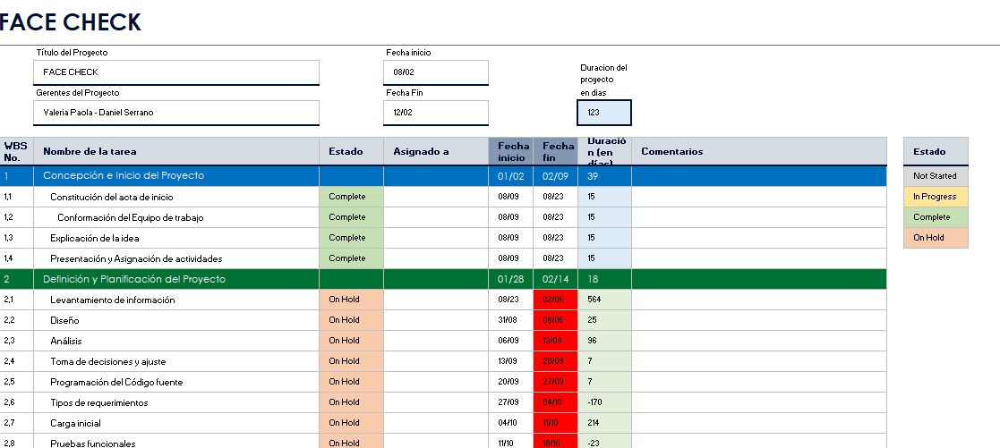 FACE CHECK
Título del Proyecto
Fecha inicio
FACE CHECK
08/02
Duracion del
proyecto
en dias
Gerentes del Proyecto
Fecha Fin
Valeria Paola - Daniel Serrano
12/02
123
WBS No. Nombre de la tarea Estado Asignado a Fecha inicio Fecha fin Duración (en días) Comentarios Estado
1 Concepción e Inicio del Proyecto 01/02 02/09 39 Not Started
1,1 Constitución del acta de inicio Complete 08/09 08/23 15 In Progress
1,2 Conformación del Equipo de trabajo Complete 08/09 08/23 15 Complete
1,3 Explicación de la idea Complete 08/09 08/23 15 On Hold
1,4 Presentación y Asignación de actividades Complete 08/09 08/23 15
2 Definición y Planificación del Proyecto 01/28 02/14 18
2,1 Levantamiento de información On Hold 08/23 02/06 564
2,2 Diseño On Hold 31/08 08/06 25
2,3 Análisis On Hold 06/09 13/09 96
2,4 Toma de decisiones y ajuste On Hold 13/09 20/09 7
2,5 Programación del Código fuente On Hold 20/09 27/09 7
2,6 Tipos de requerimientos On Hold 27/09 04/10 -170
2,7 Carga inicial On Hold 04/10 11/10 214
2,8 Pruebas funcionales On Hold 11/10 18/10 -23